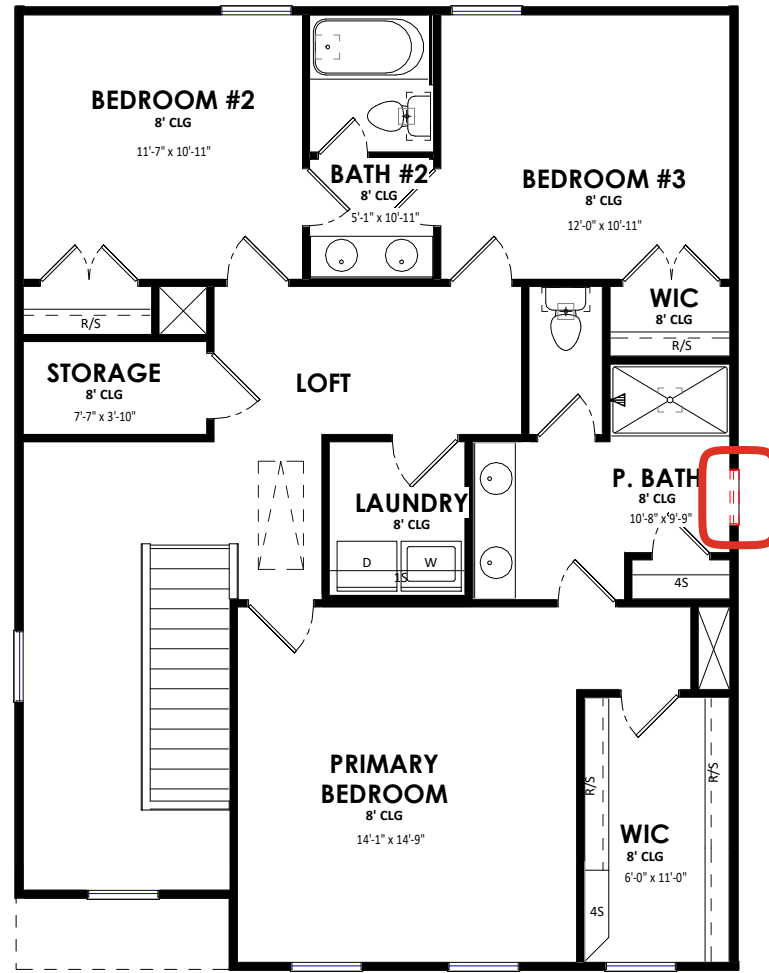 BEDROOM #2
8' CLG
11'-7" x 10'-11"
BATH #2
8' CLG
5'-1" x 10'-11"
BEDROOM #3
8' CLG
12'-0" x 10'-11"
R/S
WIC
8' CLG
R/S
STORAGE
8' CLG
7'-7" x 3'-10"
LOFT
LAUNDRY
8' CLG
D
W
1S
P. BATH
8' CLG
10'-8" x 9'-9"
4S
PRIMARY
BEDROOM
8' CLG
14'-1" x 14'-9"
R/S
R/S
WIC
8' CLG
6'-0" x 11'-0"
4S